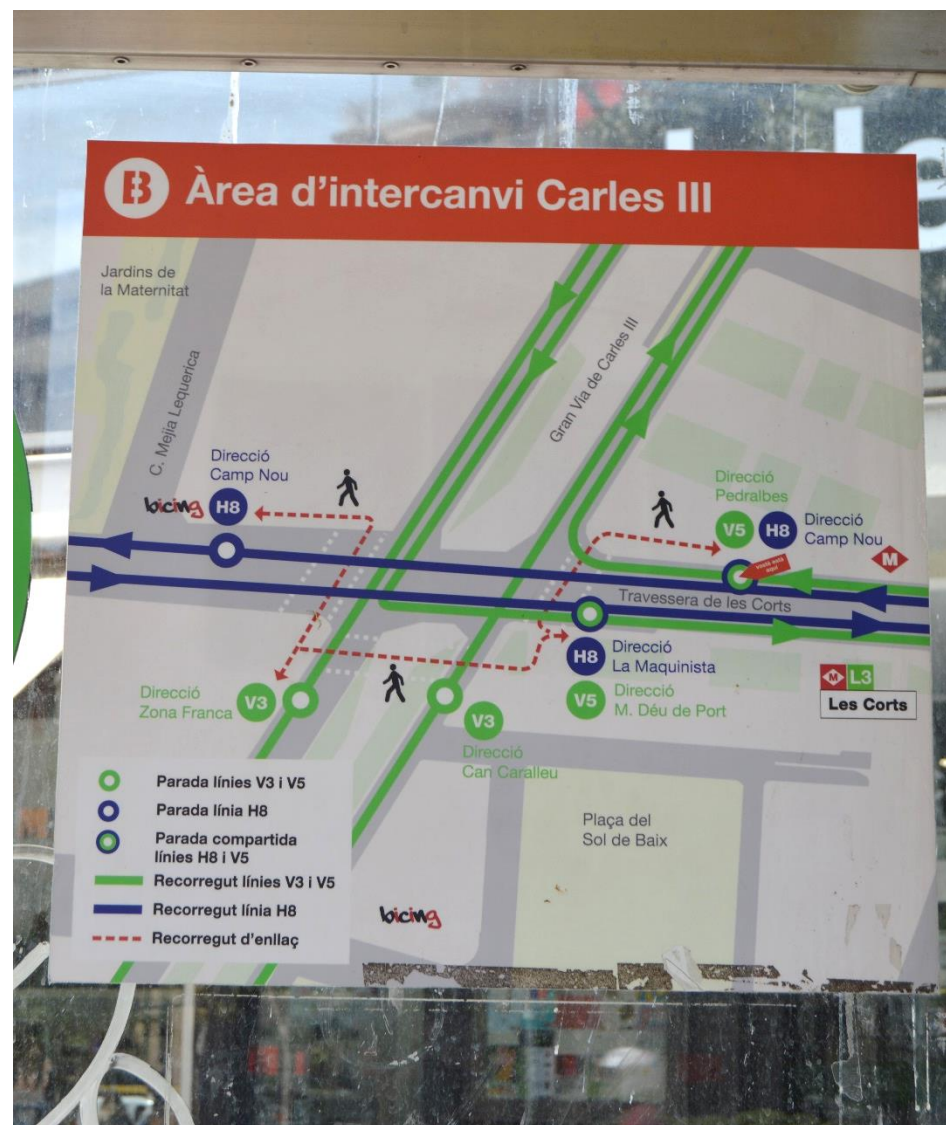 B Àrea d'intercanvi Carles III
Jardins de
la Maternitat
C. Mejia Lequerica
Gran Via de Carles III
Direcció
Camp Nou
bicing
H8
Direcció
Pedralbes
V5
H8
Direcció
Camp Nou
M
vostè està
aquí
Travessera de les Corts
H8
Direcció
La Maquinista
V5
Direcció
M. Déu de Port
M L3
Les Corts
Direcció
Zona Franca
V3
V3
Direcció
Can Caralleu
Plaça del
Sol de Baix
Parada línies V3 i V5
Parada línia H8
Parada compartida
línies H8 i V5
Recorregut línies V3 i V5
Recorregut línia H8
Recorregut d'enllaç
bicing